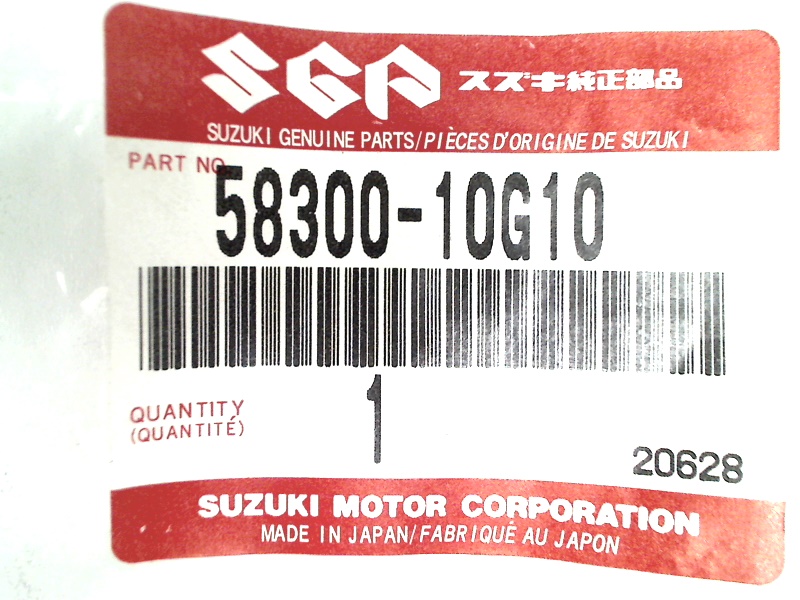 SGP スズキ純正部品
SUZUKI GENUINE PARTS/PIÈCES D'ORIGINE DE SUZUKI
PART NO.
58300-10G10
QUANTITY
(QUANTITÉ)
1
20628
SUZUKI MOTOR CORPORATION
MADE IN JAPAN/FABRIQUÉ AU JAPON